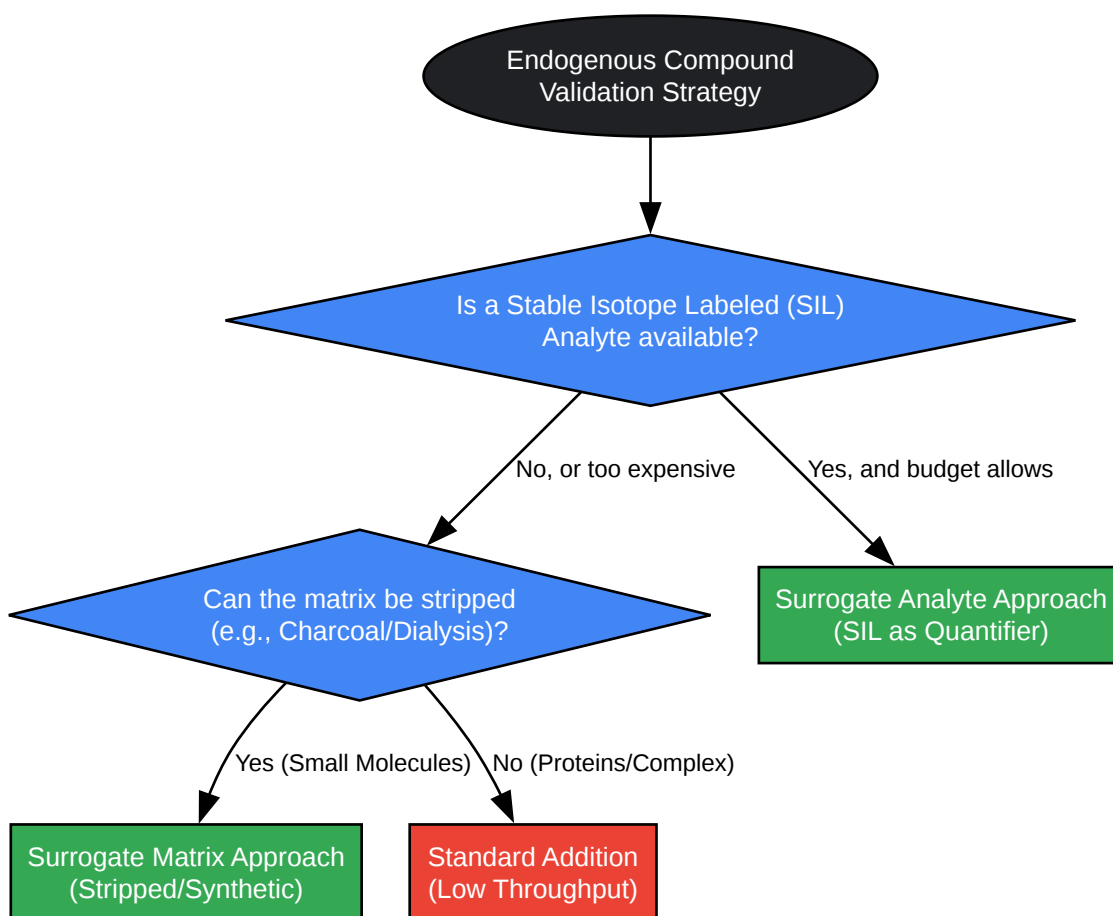 Endogenous Compound
Validation Strategy
Is a Stable Isotope Labeled (SIL)
Analyte available?
No, or too expensive
Yes, and budget allows
Can the matrix be stripped
(e.g., Charcoal/Dialysis)?
Surrogate Analyte Approach
(SIL as Quantifier)
Yes (Small Molecules)
No (Proteins/Complex)
Surrogate Matrix Approach
(Stripped/Synthetic)
Standard Addition
(Low Throughput)